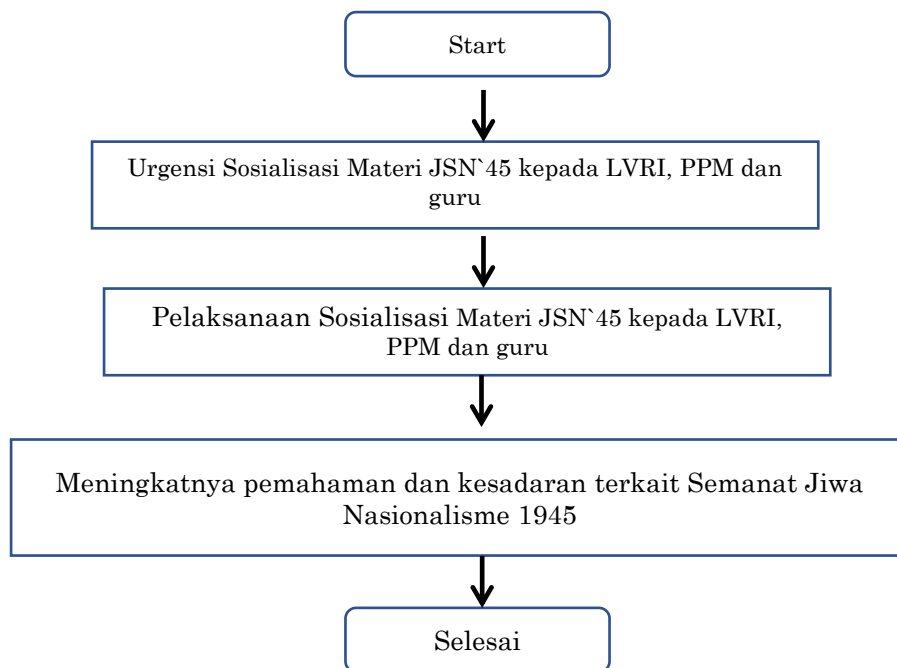 Start
Urgensi Sosialisasi Materi JSN`45 kepada LVRI, PPM dan
guru
Pelaksanaan Sosialisasi Materi JSN`45 kepada LVRI,
PPM dan guru
Meningkatnya pemahaman dan kesadaran terkait Semanat Jiwa
Nasionalisme 1945
Selesai